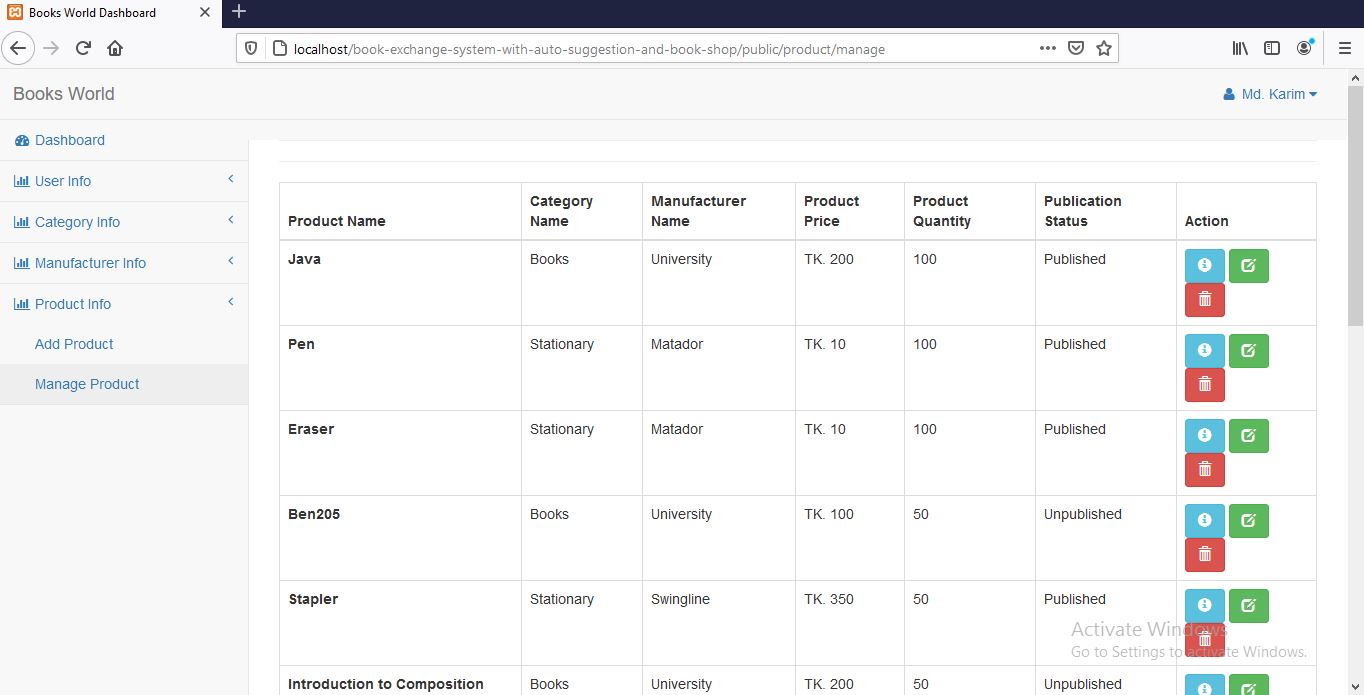 Books World Dashboard
localhost/book-exchange-system-with-auto-suggestion-and-book-shop/public/product/manage
Books World
Md. Karim
Dashboard
User Info
Category Info
Manufacturer Info
Product Info
Add Product
Manage Product
Product Name Category Name Manufacturer Name Product Price Product Quantity Publication Status Action
Java Books University TK. 200 100 Published
Pen Stationary Matador TK. 10 100 Published
Eraser Stationary Matador TK. 10 100 Published
Ben205 Books University TK. 100 50 Unpublished
Stapler Stationary Swingline TK. 350 50 Published
Introduction to Composition Books University TK. 200 50 Unpublished
Activate Windows
Go to Settings to activate Windows.